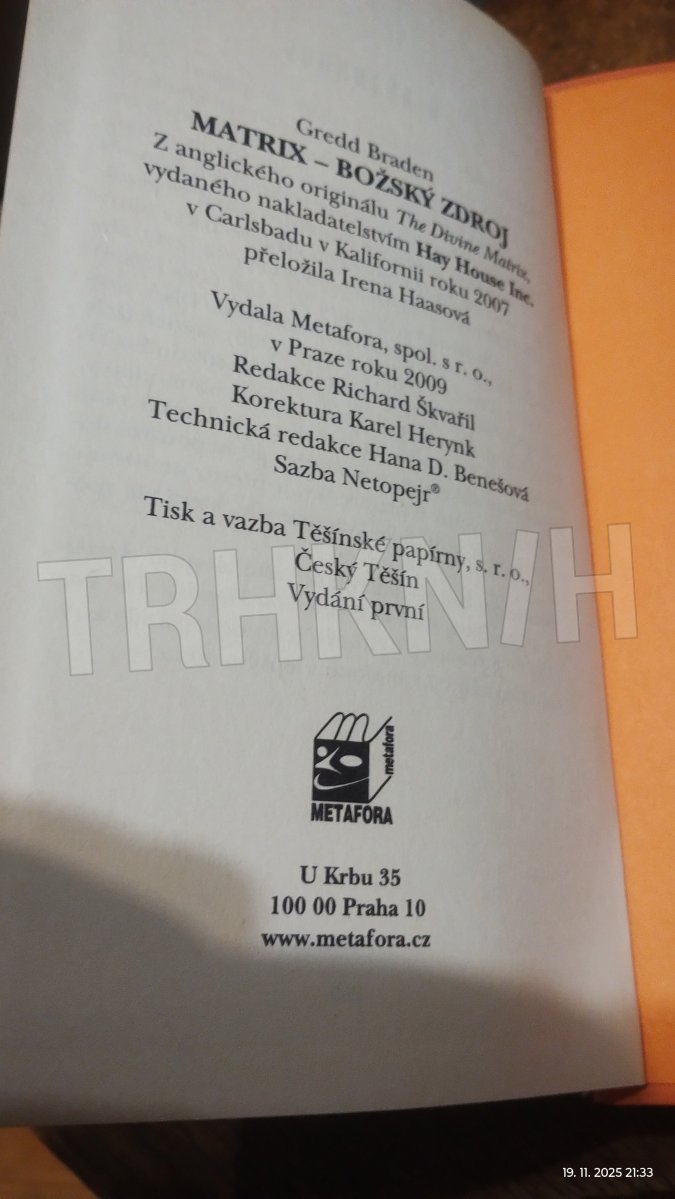 Gredd Braden
MATRIX – BOŽSKÝ ZDROJ
Z anglického originálu The Divine Matrix,
vydaného nakladatelstvím Hay House Inc.
v Carlsbadu v Kalifornii roku 2007
přeložila Irena Haasová
Vydala Metafora, spol. s r. o.,
v Praze roku 2009
Redakce Richard Škvařil
Korektura Karel Herynk
Technická redakce Hana D. Benešová
Sazba Netopejr®
Tisk a vazba Těšínské papírny, s. r. o.,
Český Těšín
Vydání první
TRHKN/H
metafora
METAFORA
U Krbu 35
100 00 Praha 10
www.metafora.cz
19. 11. 2025 21:33